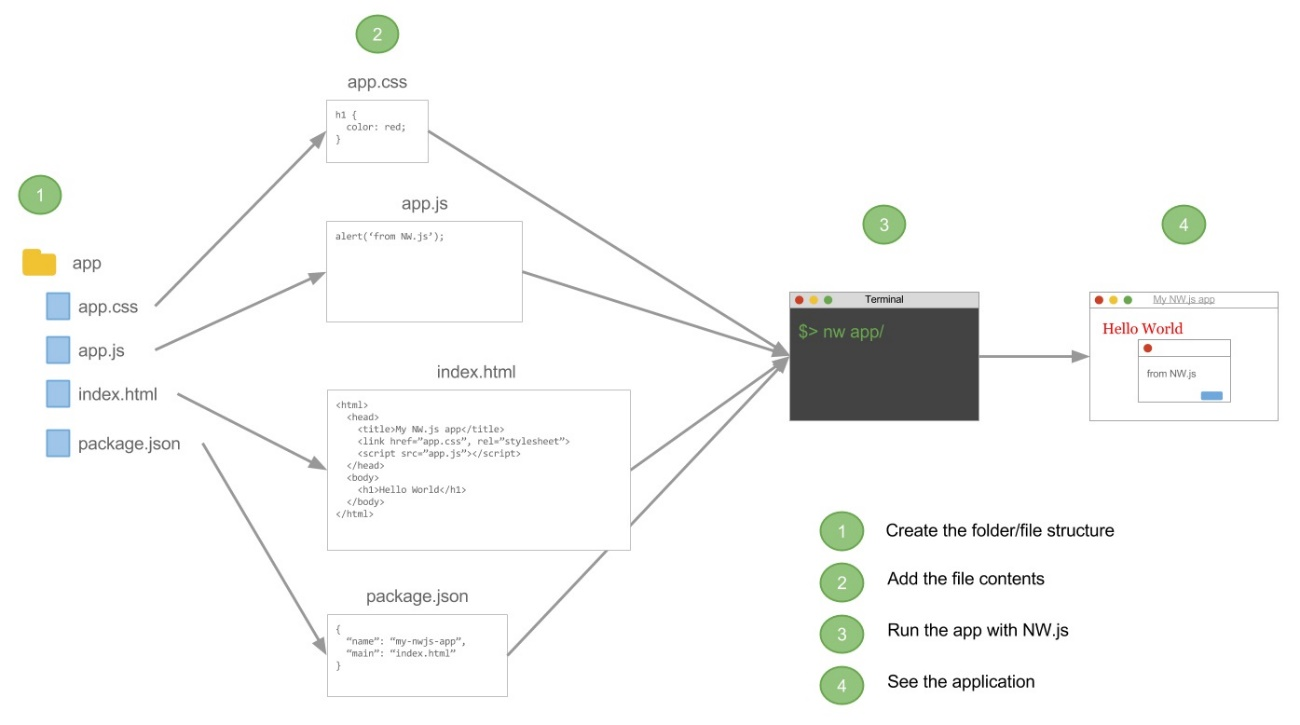 1
app
app.css
app.js
index.html
package.json
2
app.css
h1 {
  color: red;
}
app.js
alert(‘from NW.js’);
index.html
<html>
  <head>
    <title>My NW.js app</title>
    <link href=”app.css”, rel=”stylesheet”>
    <script src=”app.js”></script>
  </head>
  <body>
    <h1>Hello World</h1>
  </body>
</html>
package.json
{
  “name”: “my-nwjs-app”,
  “main”: “index.html”
}
3
Terminal
$> nw app/
4
My NW.js app
Hello World
from NW.js
1 Create the folder/file structure
2 Add the file contents
3 Run the app with NW.js
4 See the application